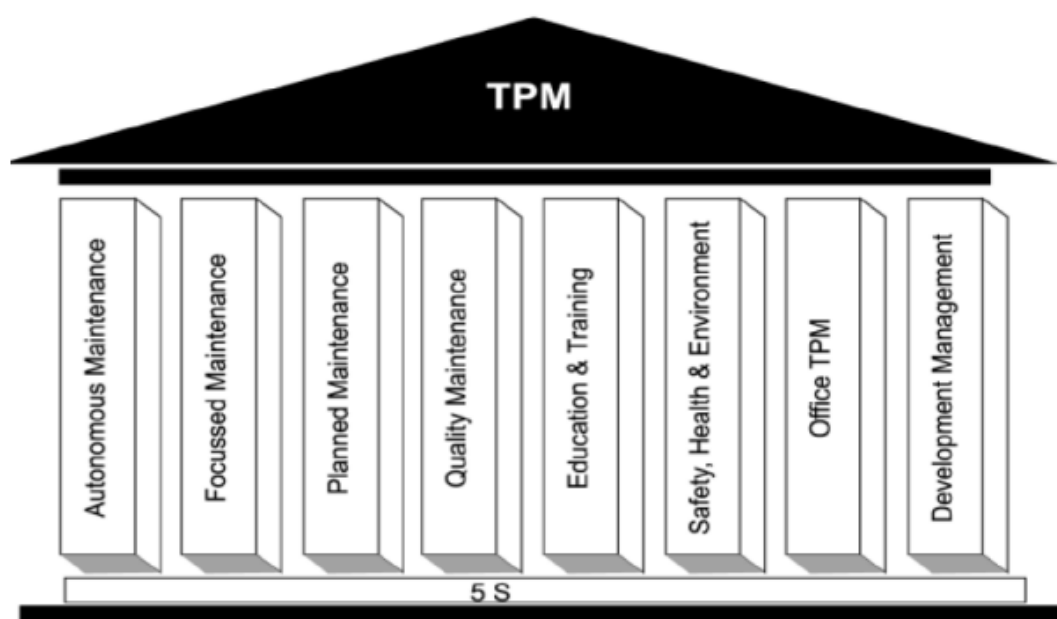 TPM
Autonomous Maintenance
Focussed Maintenance
Planned Maintenance
Quality Maintenance
Education & Training
Safety, Health & Environment
Office TPM
Development Management
5 S